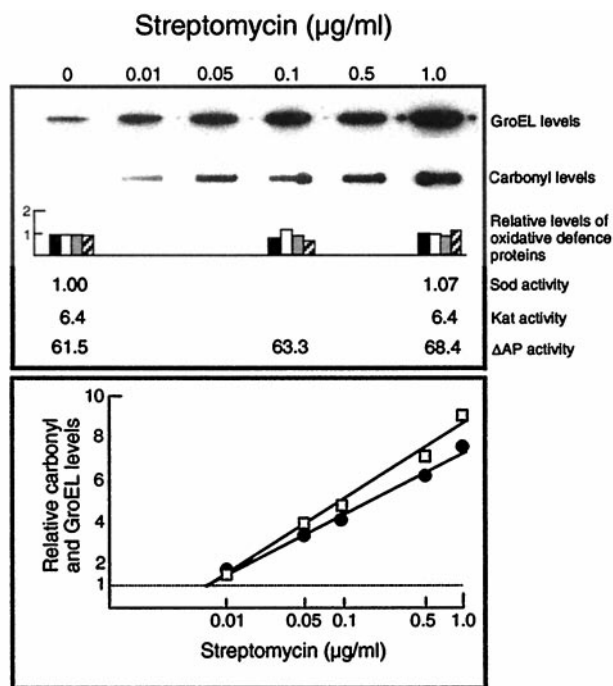 Streptomycin (µg/ml)
0 0.01 0.05 0.1 0.5 1.0
GroEL levels
Carbonyl levels
2
1
Relative levels of
oxidative defence
proteins
1.00 1.07 Sod activity
6.4 6.4 Kat activity
61.5 63.3 68.4 ΔAP activity
Relative carbonyl
and GroEL levels
10
8
6
4
2
1
0.01 0.05 0.1 0.5 1.0
Streptomycin (µg/ml)